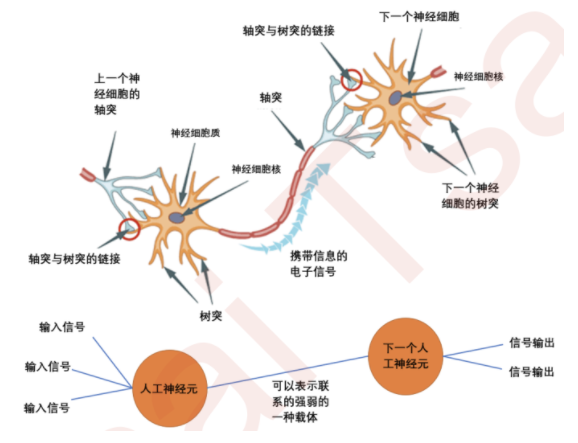 下一个神经细胞
轴突与树突的链接
上一个神
经细胞的
轴突
神经细胞核
轴突
神经细胞质
神经细胞核
下一个神经
细胞的树突
轴突与树突的链接
携带信息的
电子信号
树突
输入信号
输入信号
输入信号
人工神经元
可以表示联
系的强弱的
一种载体
下一个人
工神经元
信号输出
信号输出